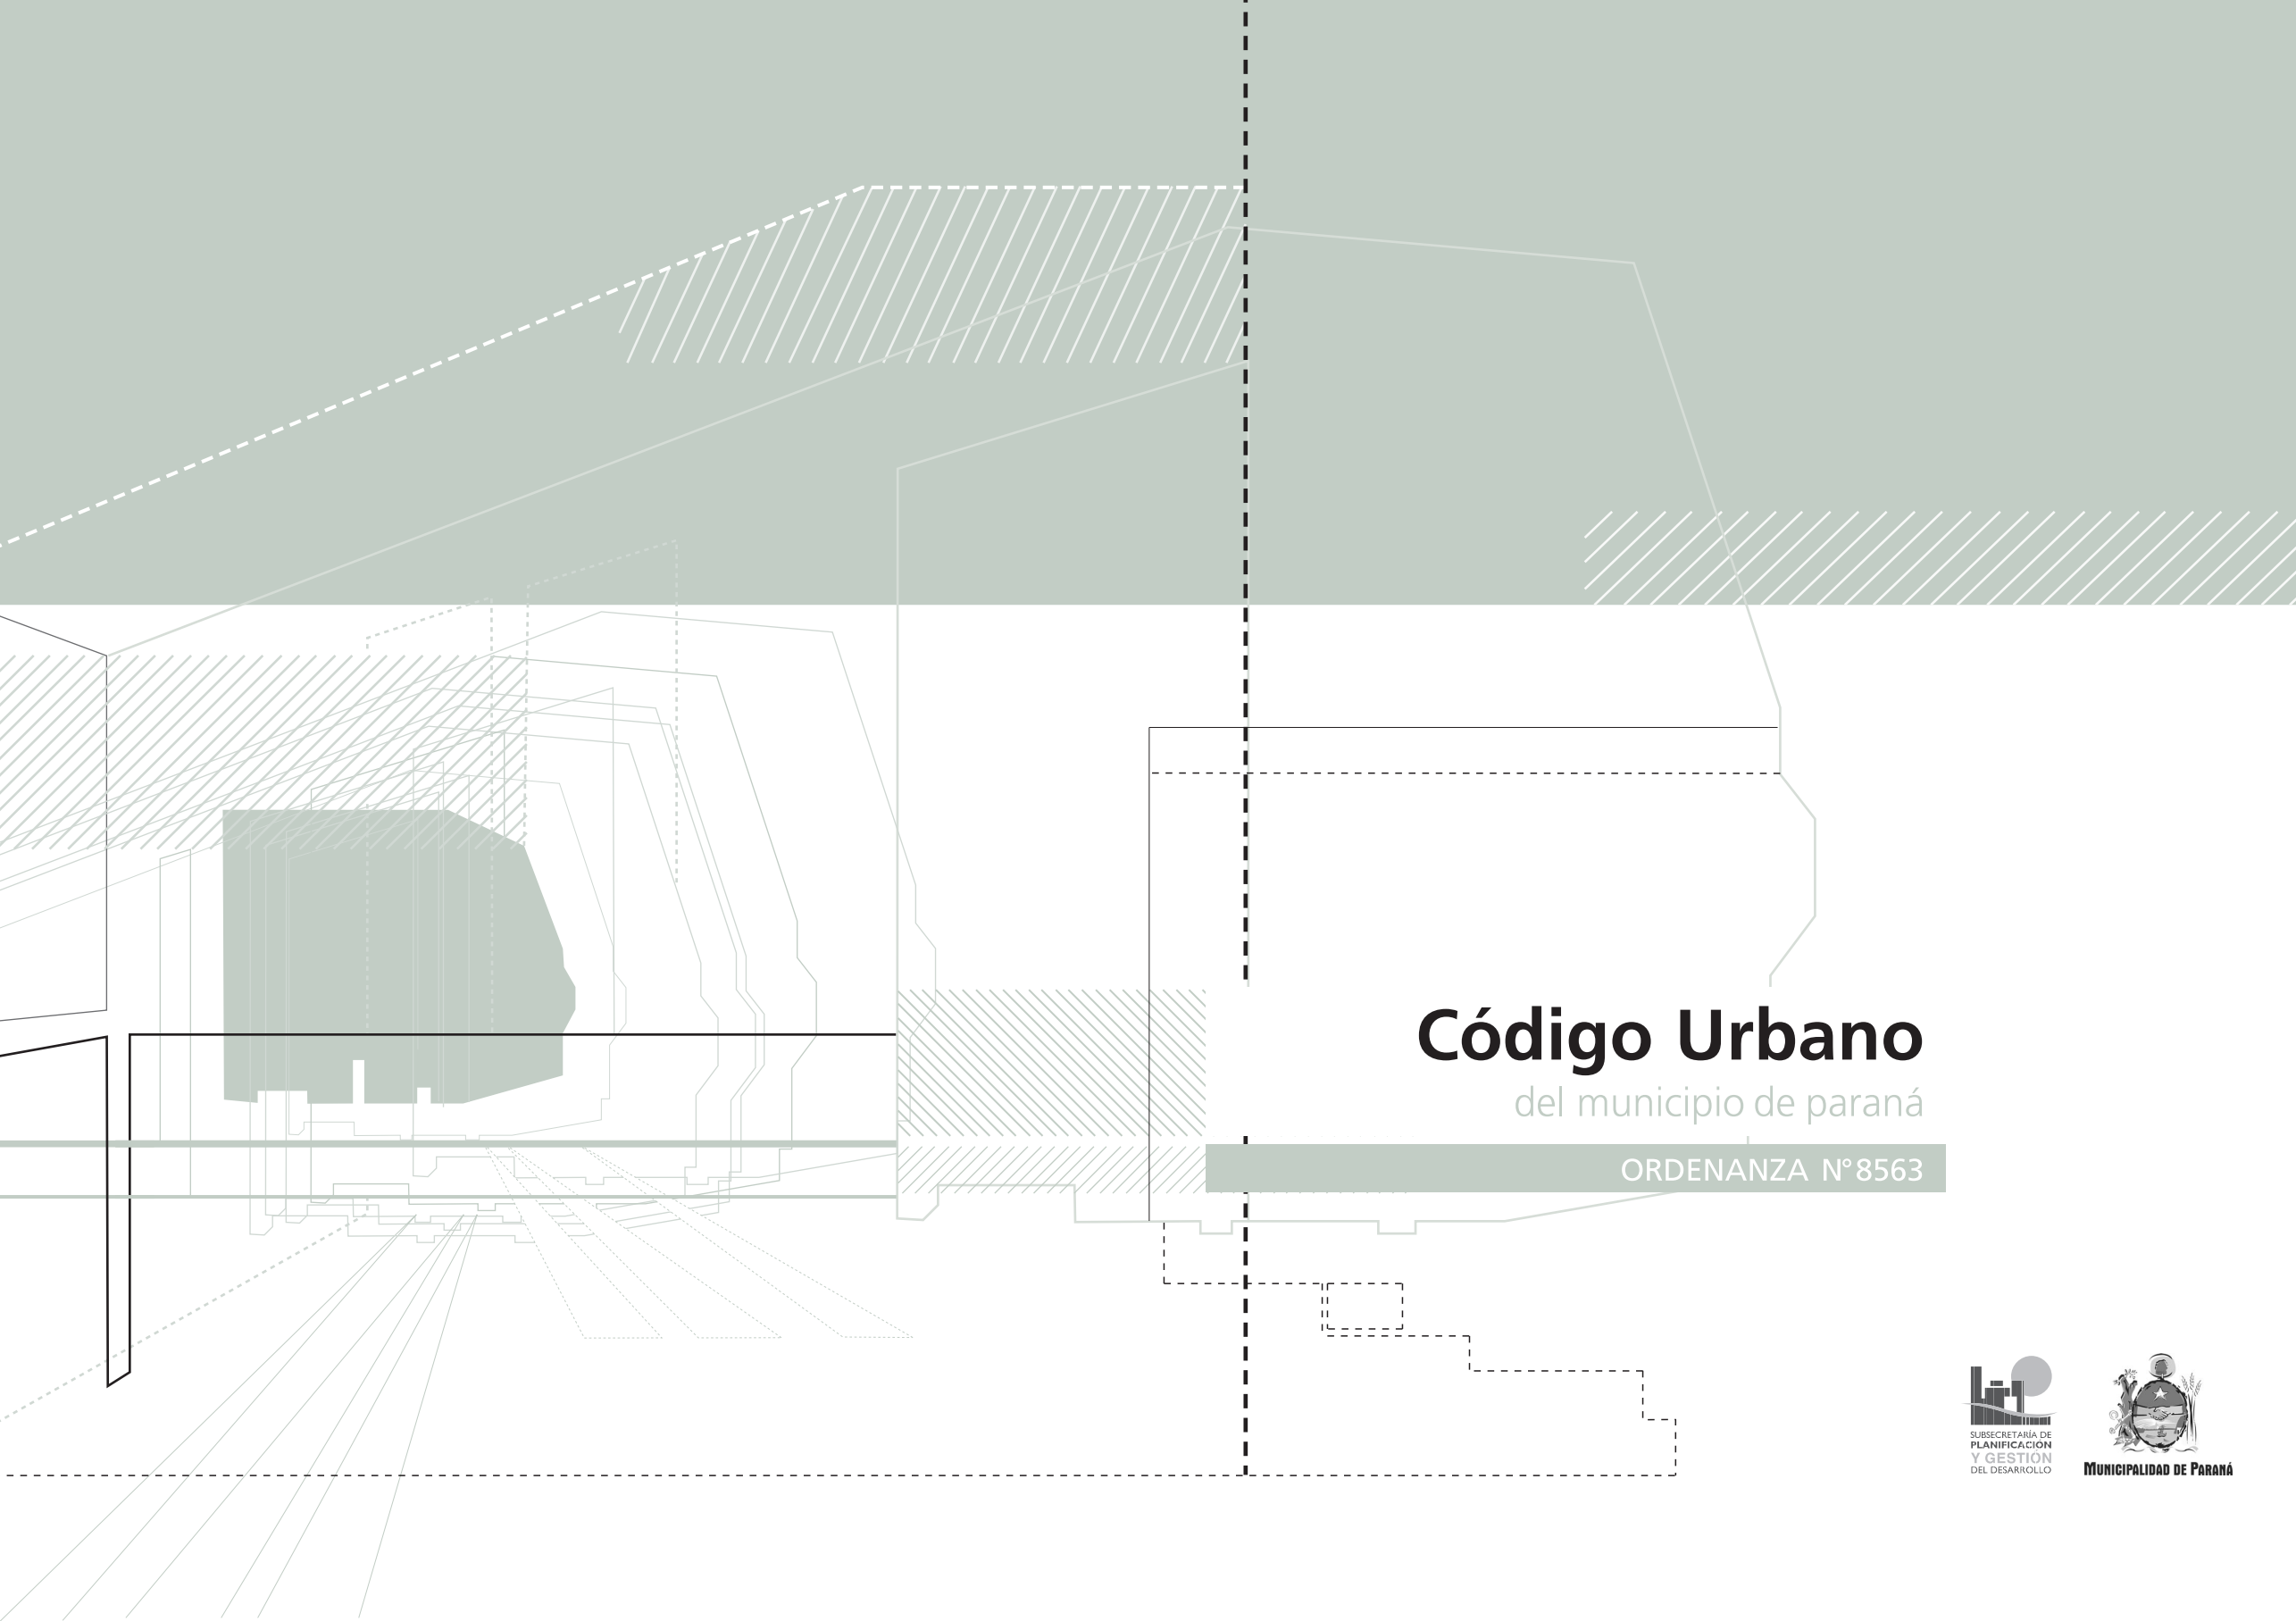 Código Urbano
del municipio de paraná
ORDENANZA N°8563
SUBSECRETARÍA DE
PLANIFICACIÓN
Y GESTIÓN
DEL DESARROLLO
MUNICIPALIDAD DE PARANÁ